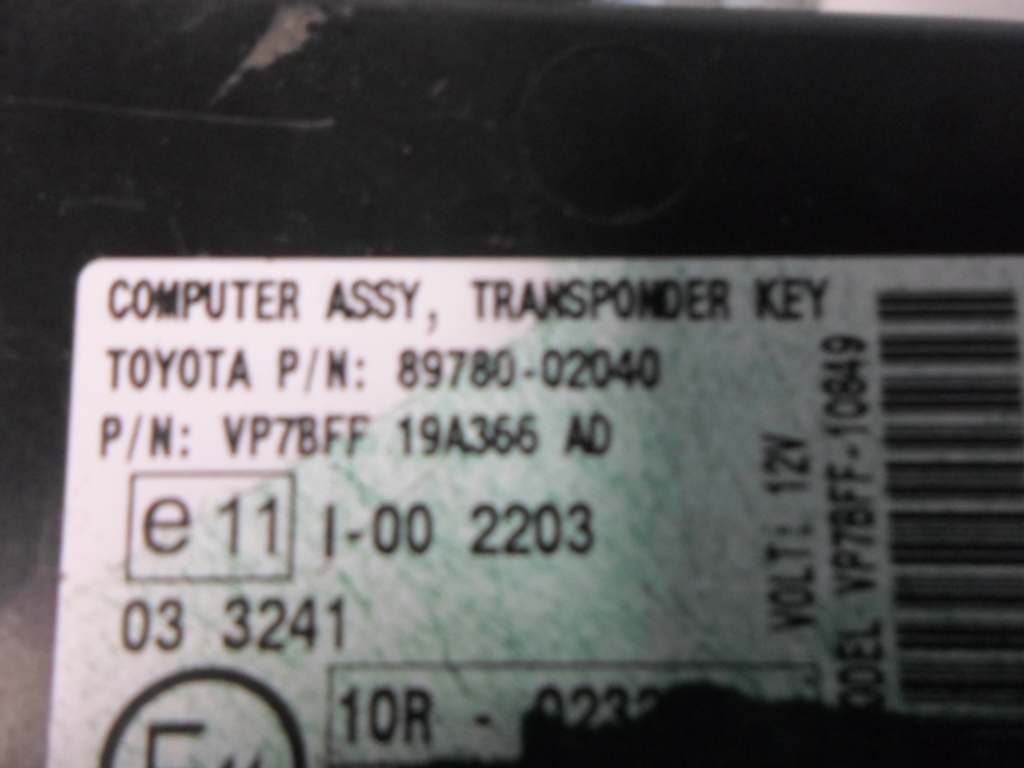 COMPUTER ASSY, TRANSPONDER KEY
TOYOTA P/N: 89780-02040
P/N: VP7BFF 19A366 AD
e 11 I-00 2203
03 3241
10R -
VOLT: 12V
VP7BFF-10849